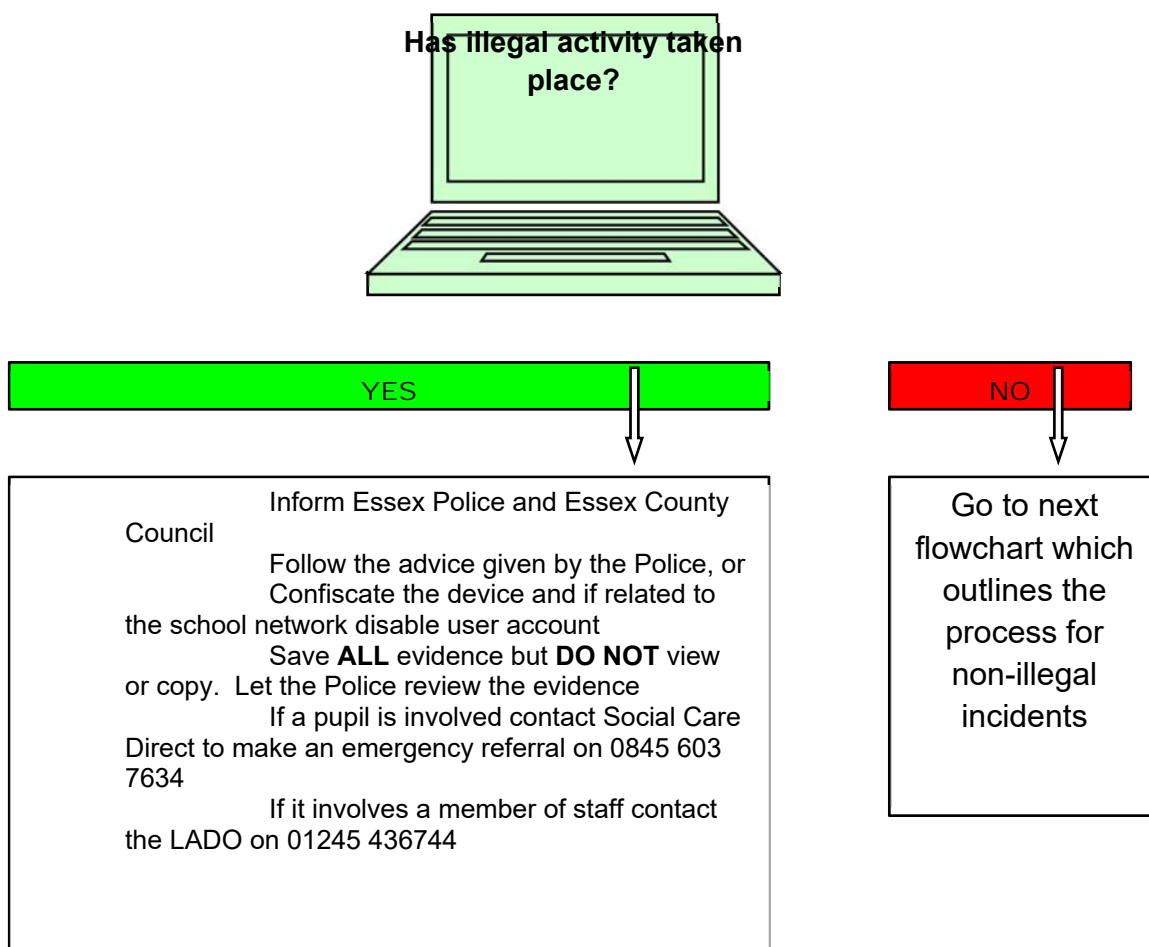 Has illegal activity taken
place?
YES
NO
Inform Essex Police and Essex County
Council
Follow the advice given by the Police, or
Confiscate the device and if related to
the school network disable user account
Save ALL evidence but DO NOT view
or copy.  Let the Police review the evidence
If a pupil is involved contact Social Care
Direct to make an emergency referral on 0845 603
7634
If it involves a member of staff contact
the LADO on 01245 436744
Go to next
flowchart which
outlines the
process for
non-illegal
incidents